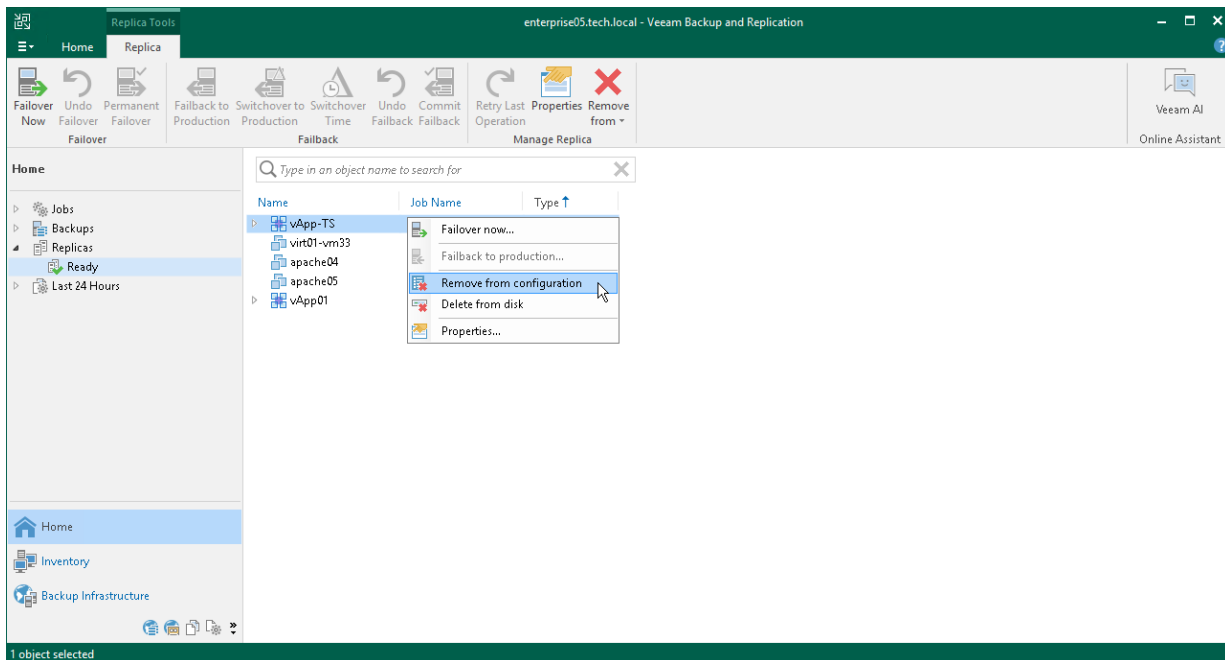 Replica Tools
enterprise05.tech.local - Veeam Backup and Replication
Home Replica
Failover Now
Undo Failover
Permanent Failover
Failback to Production
Switchover to Production
Switchover Time
Undo Failback
Commit Failback
Retry Last Operation
Properties
Remove from
Veeam AI
Failover
Failback
Manage Replica
Online Assistant
Home
Type in an object name to search for
Jobs
Backups
Replicas
Ready
Last 24 Hours
Name Job Name Type
vApp-TS
virt01-vm33
apache04
apache05
vApp01
Failover now...
Failback to production...
Remove from configuration
Delete from disk
Properties...
Home
Inventory
Backup Infrastructure
1 object selected